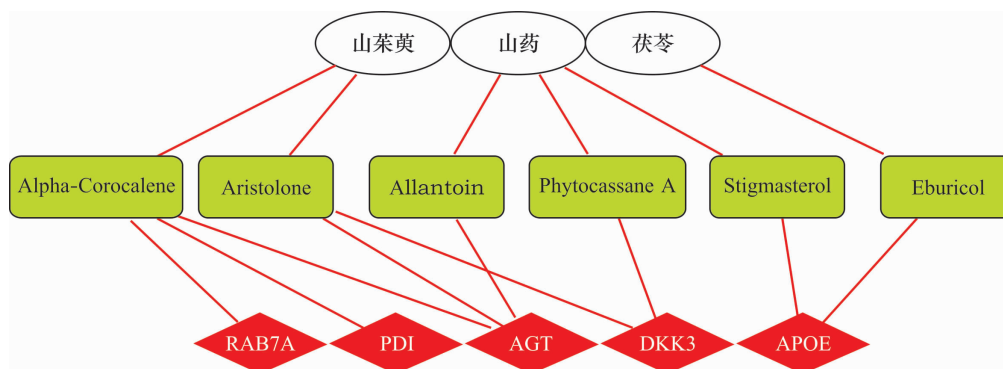 山茱萸 山药 茯苓
Alpha-Corocalene Aristolone Allantoin Phytocassane A Stigmasterol Eburicol
RAB7A PDI AGT DKK3 APOE